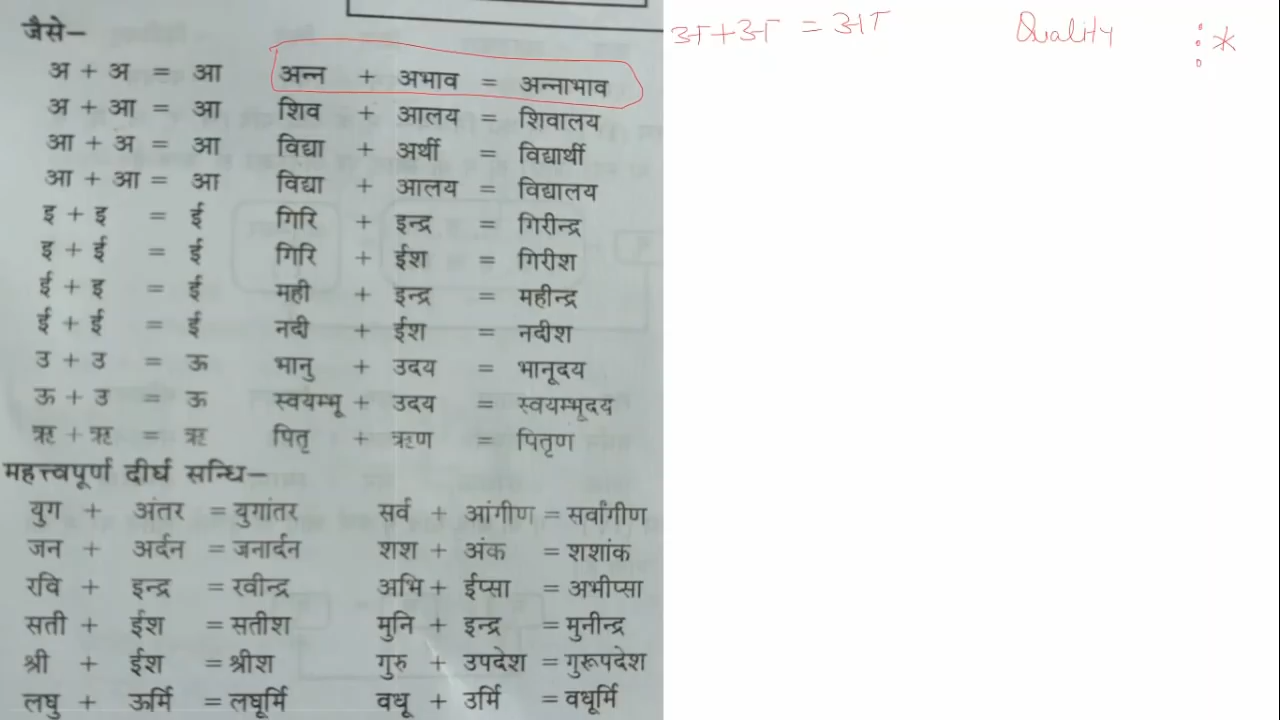 जैसे–
अ + अ = आ अन्न + अभाव = अन्नाभाव
अ + आ = आ शिव + आलय = शिवालय
आ + अ = आ विद्या + अर्थी = विद्यार्थी
आ + आ = आ विद्या + आलय = विद्यालय
इ + इ = ई गिरि + इन्द्र = गिरीन्द्र
इ + ई = ई गिरि + ईश = गिरीश
ई + इ = ई मही + इन्द्र = महीन्द्र
ई + ई = ई नदी + ईश = नदीश
उ + उ = ऊ भानु + उदय = भानूदय
ऊ + उ = ऊ स्वयम्भू + उदय = स्वयम्भूदय
ऋ + ऋ = ऋ पितृ + ऋण = पितृण
महत्त्वपूर्ण दीर्घ सन्धि–
युग + अंतर = युगांतर सर्व + आंगीण = सर्वांगीण
जन + अर्दन = जनार्दन शश + अंक = शशांक
रवि + इन्द्र = रवीन्द्र अभि + ईप्सा = अभीप्सा
सती + ईश = सतीश मुनि + इन्द्र = मुनीन्द्र
श्री + ईश = श्रीश गुरु + उपदेश = गुरूपदेश
लघु + ऊर्मि = लघूर्मि वधू + उर्मि = वधूर्मि
अ + अ = आ Quality : *